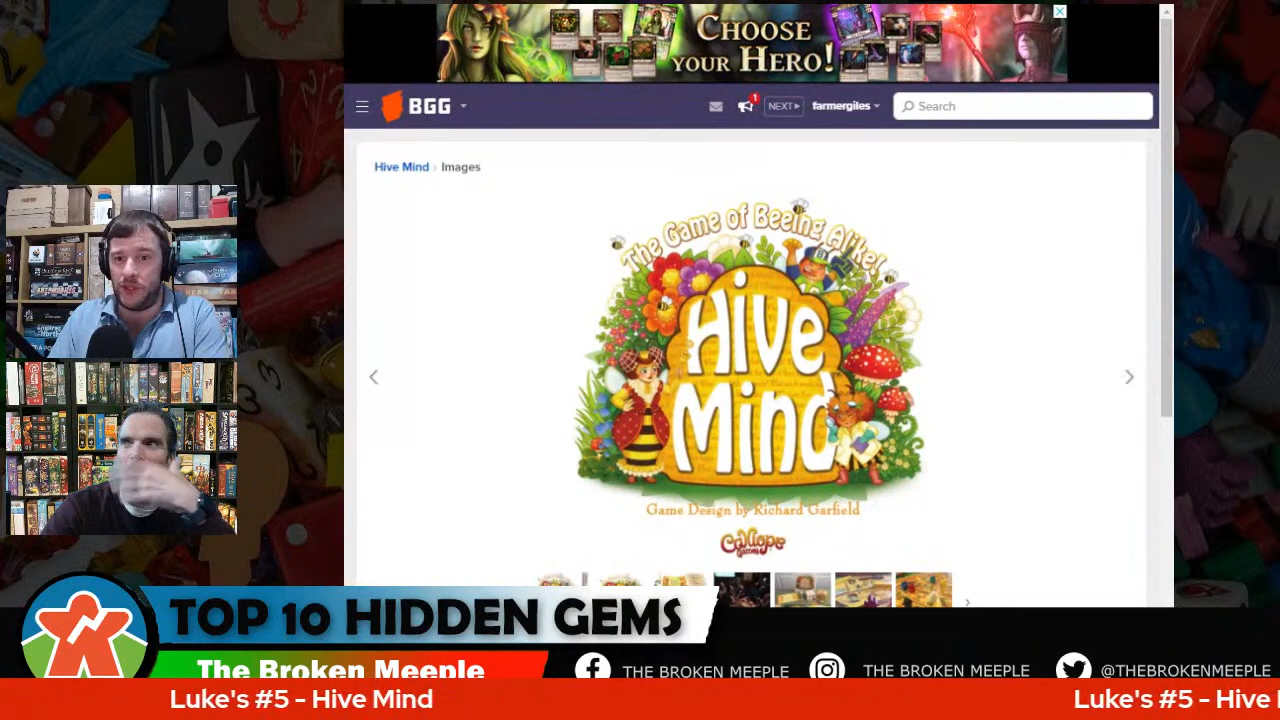 CHOOSE
YOUR HERO!
BGG
1
NEXT
farmergiles
Search
Hive Mind › Images
The Game of Beeing Alike!
Hive
Mind
Game Design by Richard Garfield
Calliope
Games
TOP 10 HIDDEN GEMS
The Broken Meeple
THE BROKEN MEEPLE
THE BROKEN MEEPLE
@THEBROKENMEEPLE
Luke's #5 - Hive Mind
Luke's #5 - Hive